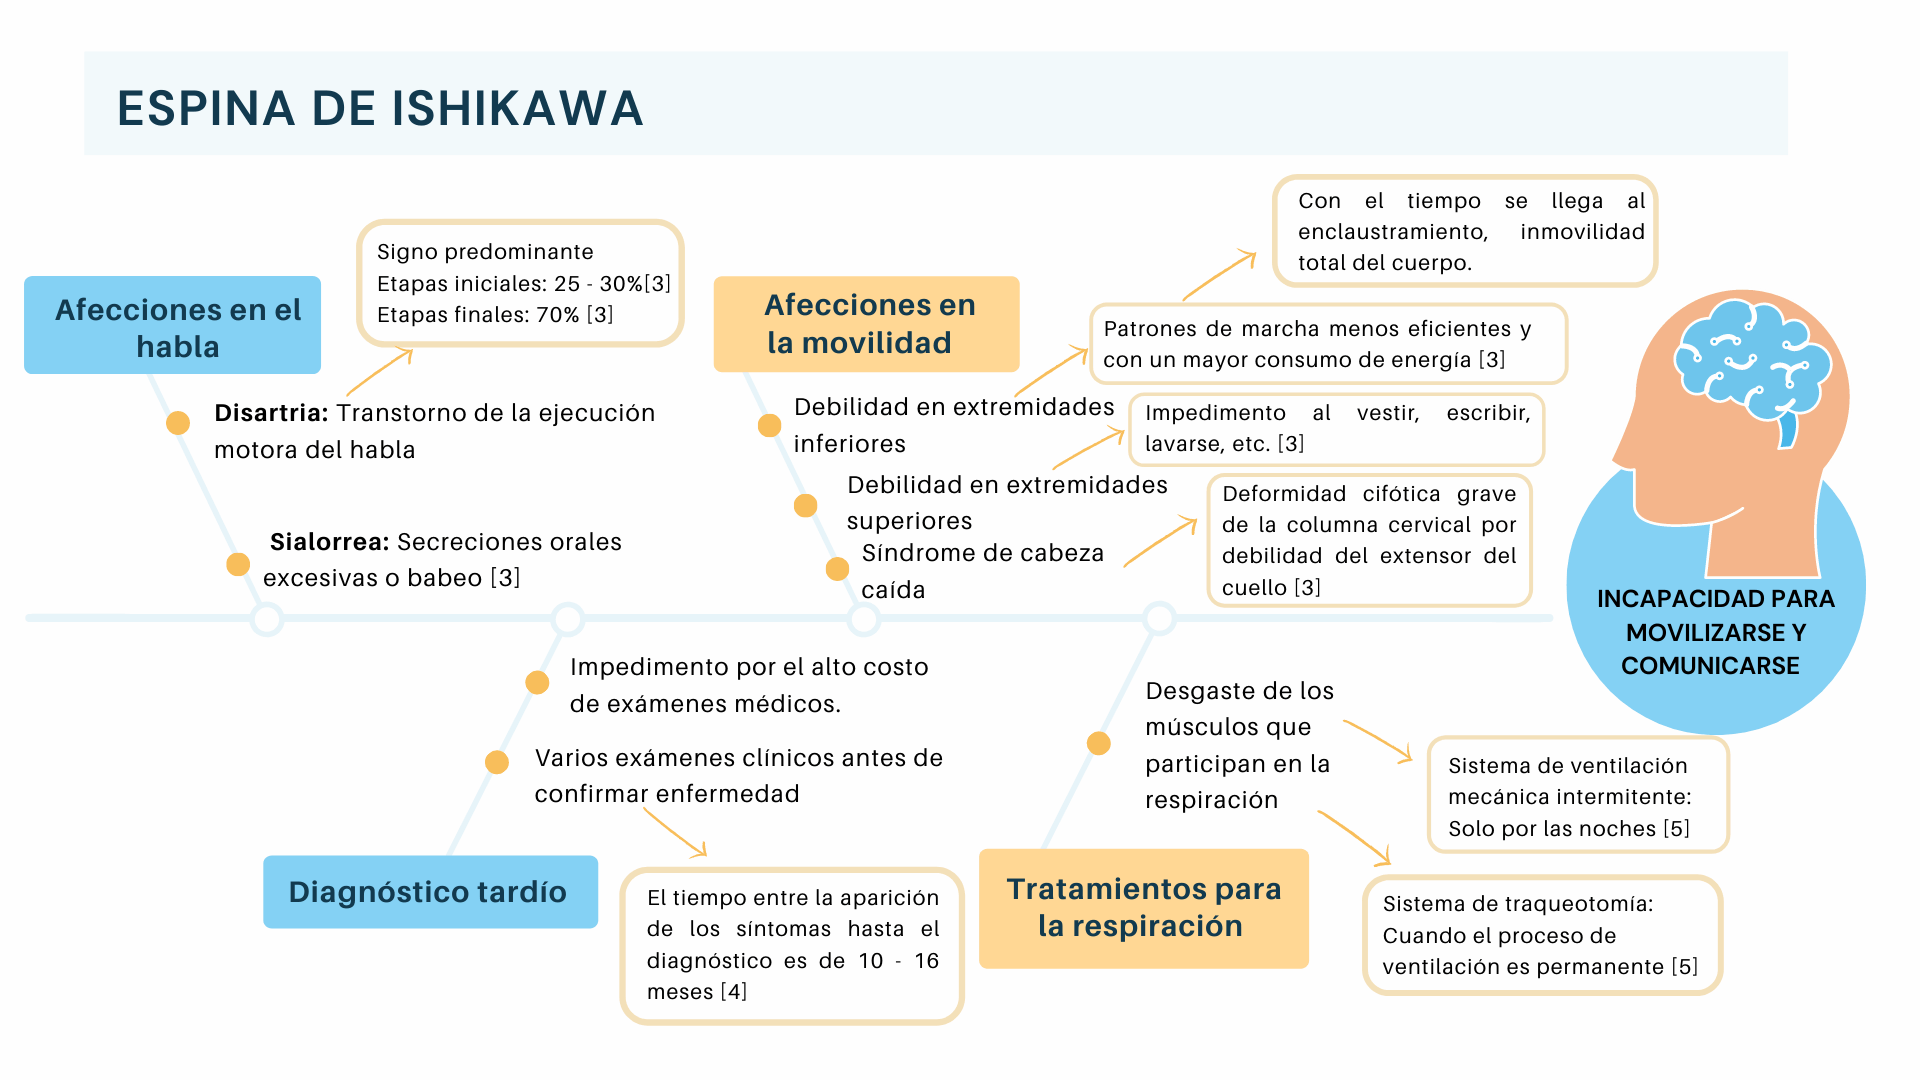 ESPINA DE ISHIKAWA
Afecciones en el
habla
Signo predominante
Etapas iniciales: 25 - 30%[3]
Etapas finales: 70% [3]
Disartria: Transtorno de la ejecución
motora del habla
Sialorrea: Secreciones orales
excesivas o babeo [3]
Afecciones en
la movilidad
Debilidad en extremidades
inferiores
Patrones de marcha menos eficientes y
con un mayor consumo de energía [3]
Con el tiempo se llega al
enclaustramiento, inmovilidad
total del cuerpo.
Debilidad en extremidades
superiores
Impedimento al vestir, escribir,
lavarse, etc. [3]
Síndrome de cabeza
caída
Deformidad cifótica grave
de la columna cervical por
debilidad del extensor del
cuello [3]
INCAPACIDAD PARA
MOVILIZARSE Y
COMUNICARSE
Impedimento por el alto costo
de exámenes médicos.
Varios exámenes clínicos antes de
confirmar enfermedad
Diagnóstico tardío
El tiempo entre la aparición
de los síntomas hasta el
diagnóstico es de 10 - 16
meses [4]
Desgaste de los
músculos que
participan en la
respiración
Tratamientos para
la respiración
Sistema de ventilación
mecánica intermitente:
Solo por las noches [5]
Sistema de traqueotomía:
Cuando el proceso de
ventilación es permanente [5]